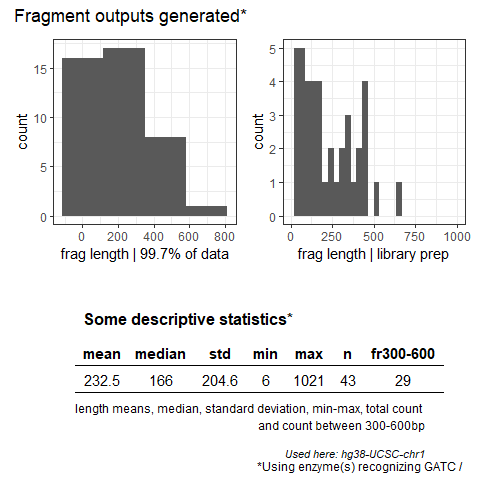 Fragment outputs generated*
15
10
5
0
count
0 200 400 600 800
frag length | 99.7% of data
5
4
3
2
1
0
count
0 250 500 750 1000
frag length | library prep
Some descriptive statistics*
mean median std min max n fr300-600
232.5 166 204.6 6 1021 43 29
length means, median, standard deviation, min-max, total count
and count between 300-600bp
Used here: hg38-UCSC-chr1
*Using enzyme(s) recognizing GATC /